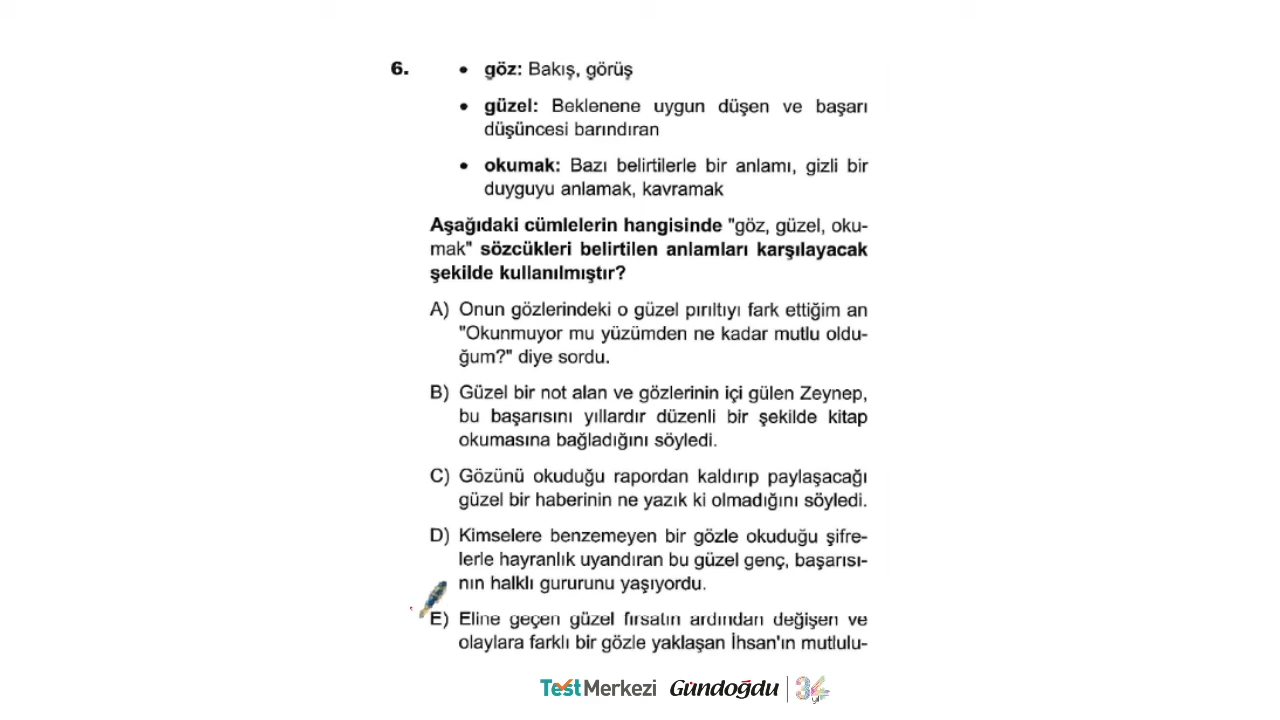 6.
• göz: Bakış, görüş
• güzel: Beklenene uygun düşen ve başarı
düşüncesi barındıran
• okumak: Bazı belirtilerle bir anlamı, gizli bir
duyguyu anlamak, kavramak
Aşağıdaki cümlelerin hangisinde "göz, güzel, oku-
mak" sözcükleri belirtilen anlamları karşılayacak
şekilde kullanılmıştır?
A) Onun gözlerindeki o güzel pırıltıyı fark ettiğim an
"Okunmuyor mu yüzümden ne kadar mutlu oldu-
ğum?" diye sordu.
B) Güzel bir not alan ve gözlerinin içi gülen Zeynep,
bu başarısını yıllardır düzenli bir şekilde kitap
okumasına bağladığını söyledi.
C) Gözünü okuduğu rapordan kaldırıp paylaşacağı
güzel bir haberinin ne yazık ki olmadığını söyledi.
D) Kimselere benzemeyen bir gözle okuduğu şifre-
lerle hayranlık uyandıran bu güzel genç, başarısı-
nın halklı gururunu yaşıyordu.
E) Eline geçen güzel fırsatın ardından değişen ve
olaylara farklı bir gözle yaklaşan İhsan'ın mutlulu-
TestMerkezi Gündoğdu 34